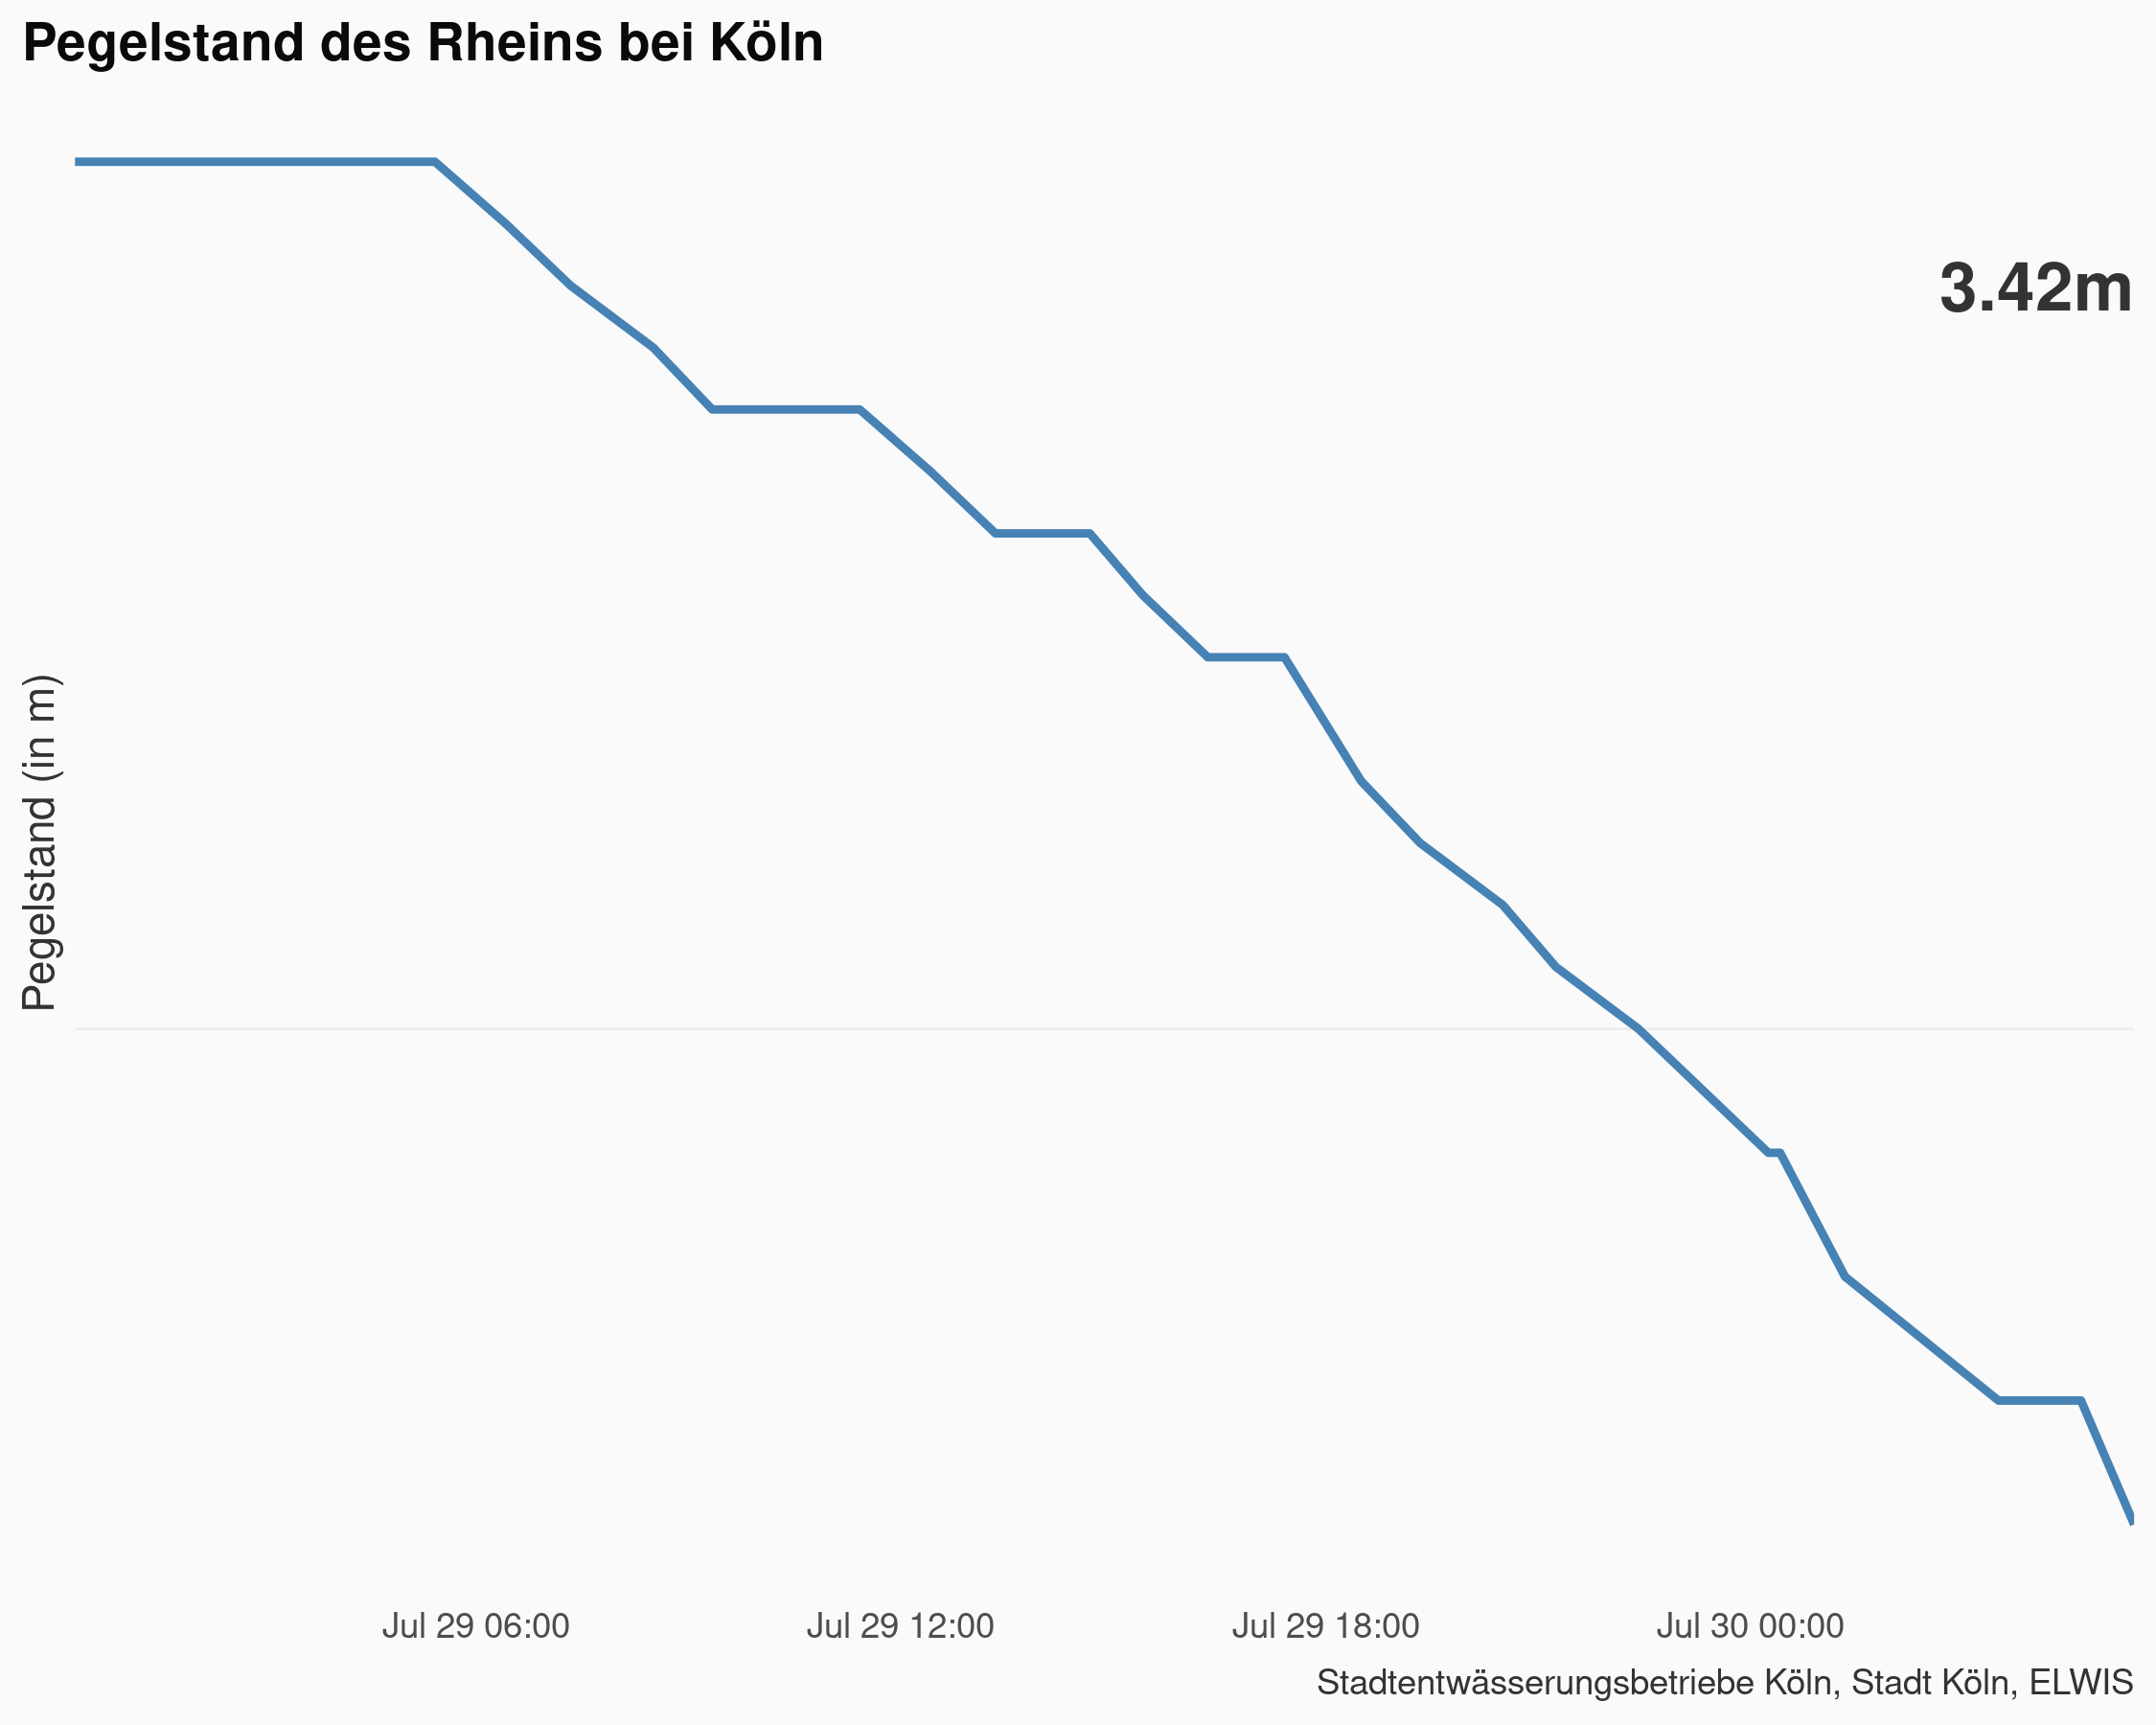 Pegelstand des Rheins bei Köln
3.42m
Pegelstand (in m)
Jul 29 06:00
Jul 29 12:00
Jul 29 18:00
Jul 30 00:00
Stadtentwässerungsbetriebe Köln, Stadt Köln, ELWIS